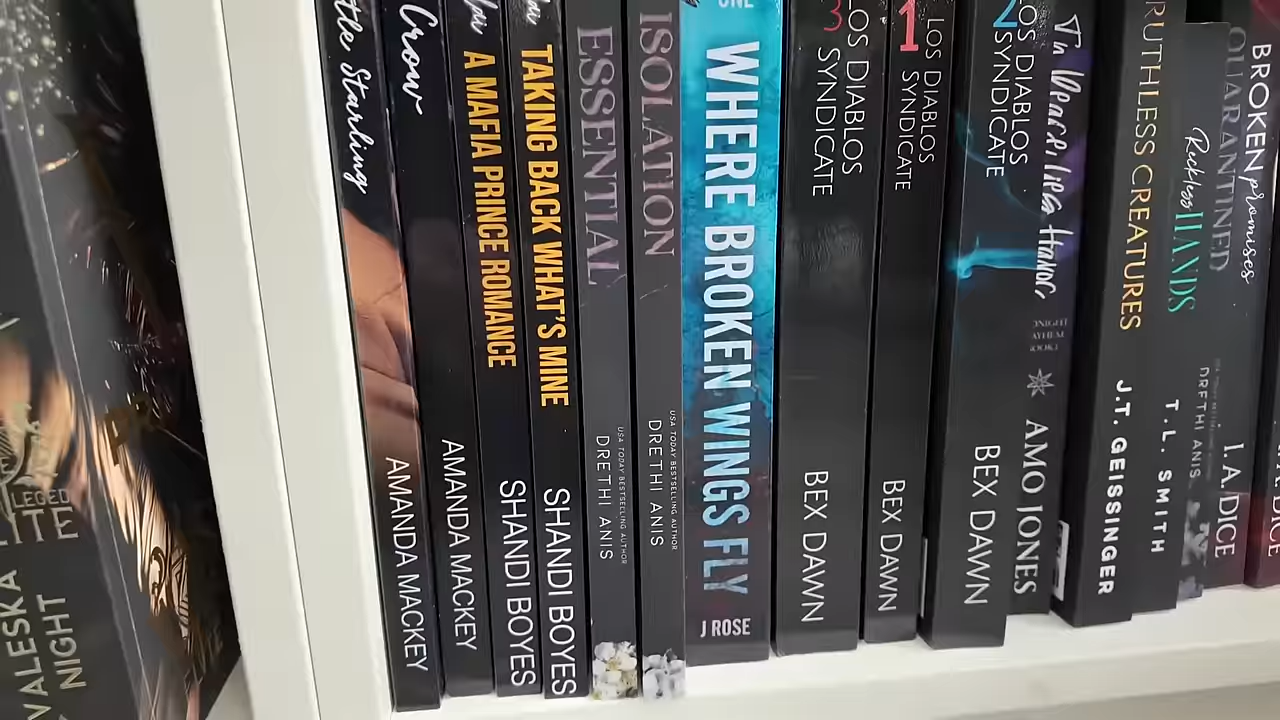 LEGED
ITE
VALESKA
NIGHT
ttle Starling
AMANDA MACKEY
Crow
AMANDA MACKEY
A MAFIA PRINCE ROMANCE
SHANDI BOYES
TAKING BACK WHAT'S MINE
SHANDI BOYES
ESSENTIAL
USA TODAY BESTSELLING AUTHOR
DRETHI ANIS
ISOLATION
USA TODAY BESTSELLING AUTHOR
DRETHI ANIS
ONE
WHERE BROKEN WINGS FLY
J ROSE
3
LOS DIABLOS
SYNDICATE
BEX DAWN
1
LOS DIABLOS
SYNDICATE
BEX DAWN
2
LOS DIABLOS
SYNDICATE
BEX DAWN
AMO JONES
RUTHLESS CREATURES
J.T. GEISSINGER
Reckless HANDS
T.L. SMITH
QUARANTINED
DRETHI ANIS
BROKEN promises
I. A. DICE